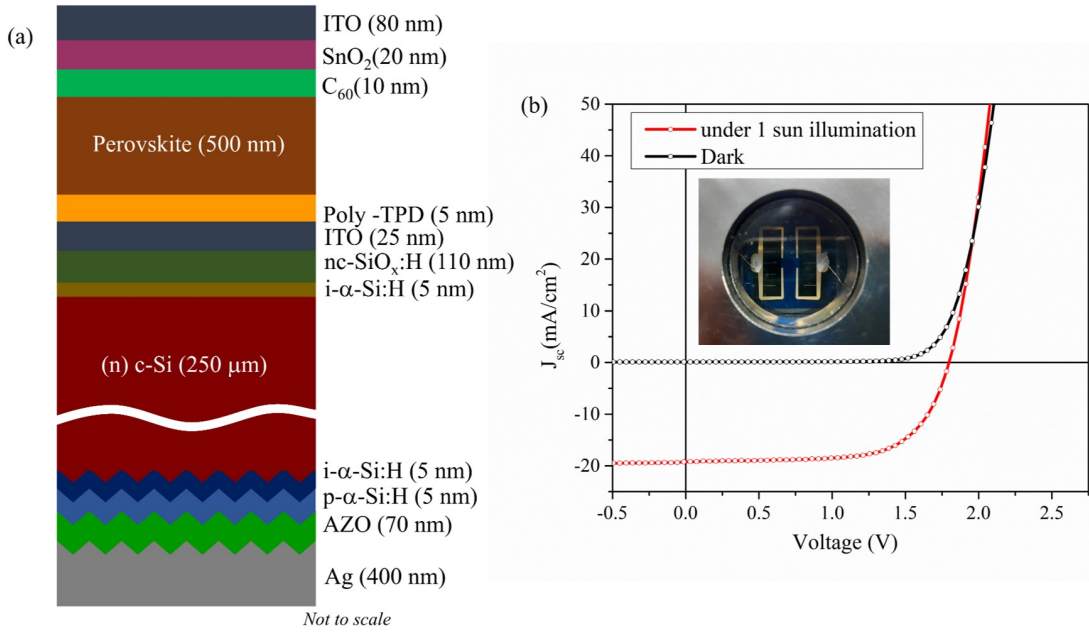 (a)
ITO (80 nm)
SnO₂(20 nm)
C₆₀(10 nm)
Perovskite (500 nm)
Poly -TPD (5 nm)
ITO (25 nm)
nc-SiOₓ:H (110 nm)
i-α-Si:H (5 nm)
(n) c-Si (250 μm)
i-α-Si:H (5 nm)
p-α-Si:H (5 nm)
AZO (70 nm)
Ag (400 nm)
Not to scale
(b)
under 1 sun illumination
Dark
J_sc(mA/cm²)
50
40
30
20
10
0
-10
-20
-0.5
0.0
0.5
1.0
1.5
2.0
2.5
Voltage (V)